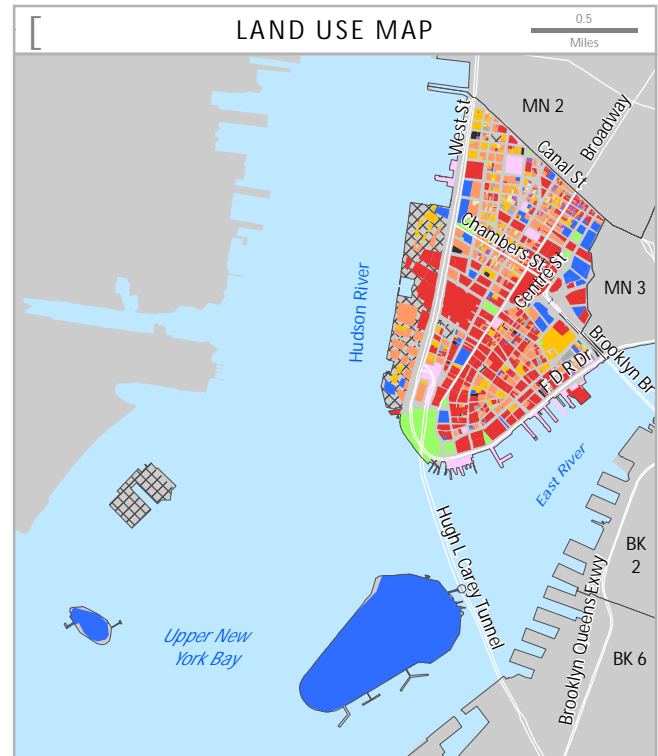 [
LAND USE MAP
0.5
Miles
MN 2
Broadway
West St
Canal St
Chambers St
Centre St
MN 3
Hudson River
Brooklyn Br
F D R Dr
East River
Hugh L Carey Tunnel
BK
2
Upper New
York Bay
Brooklyn Queens Exwy
BK 6